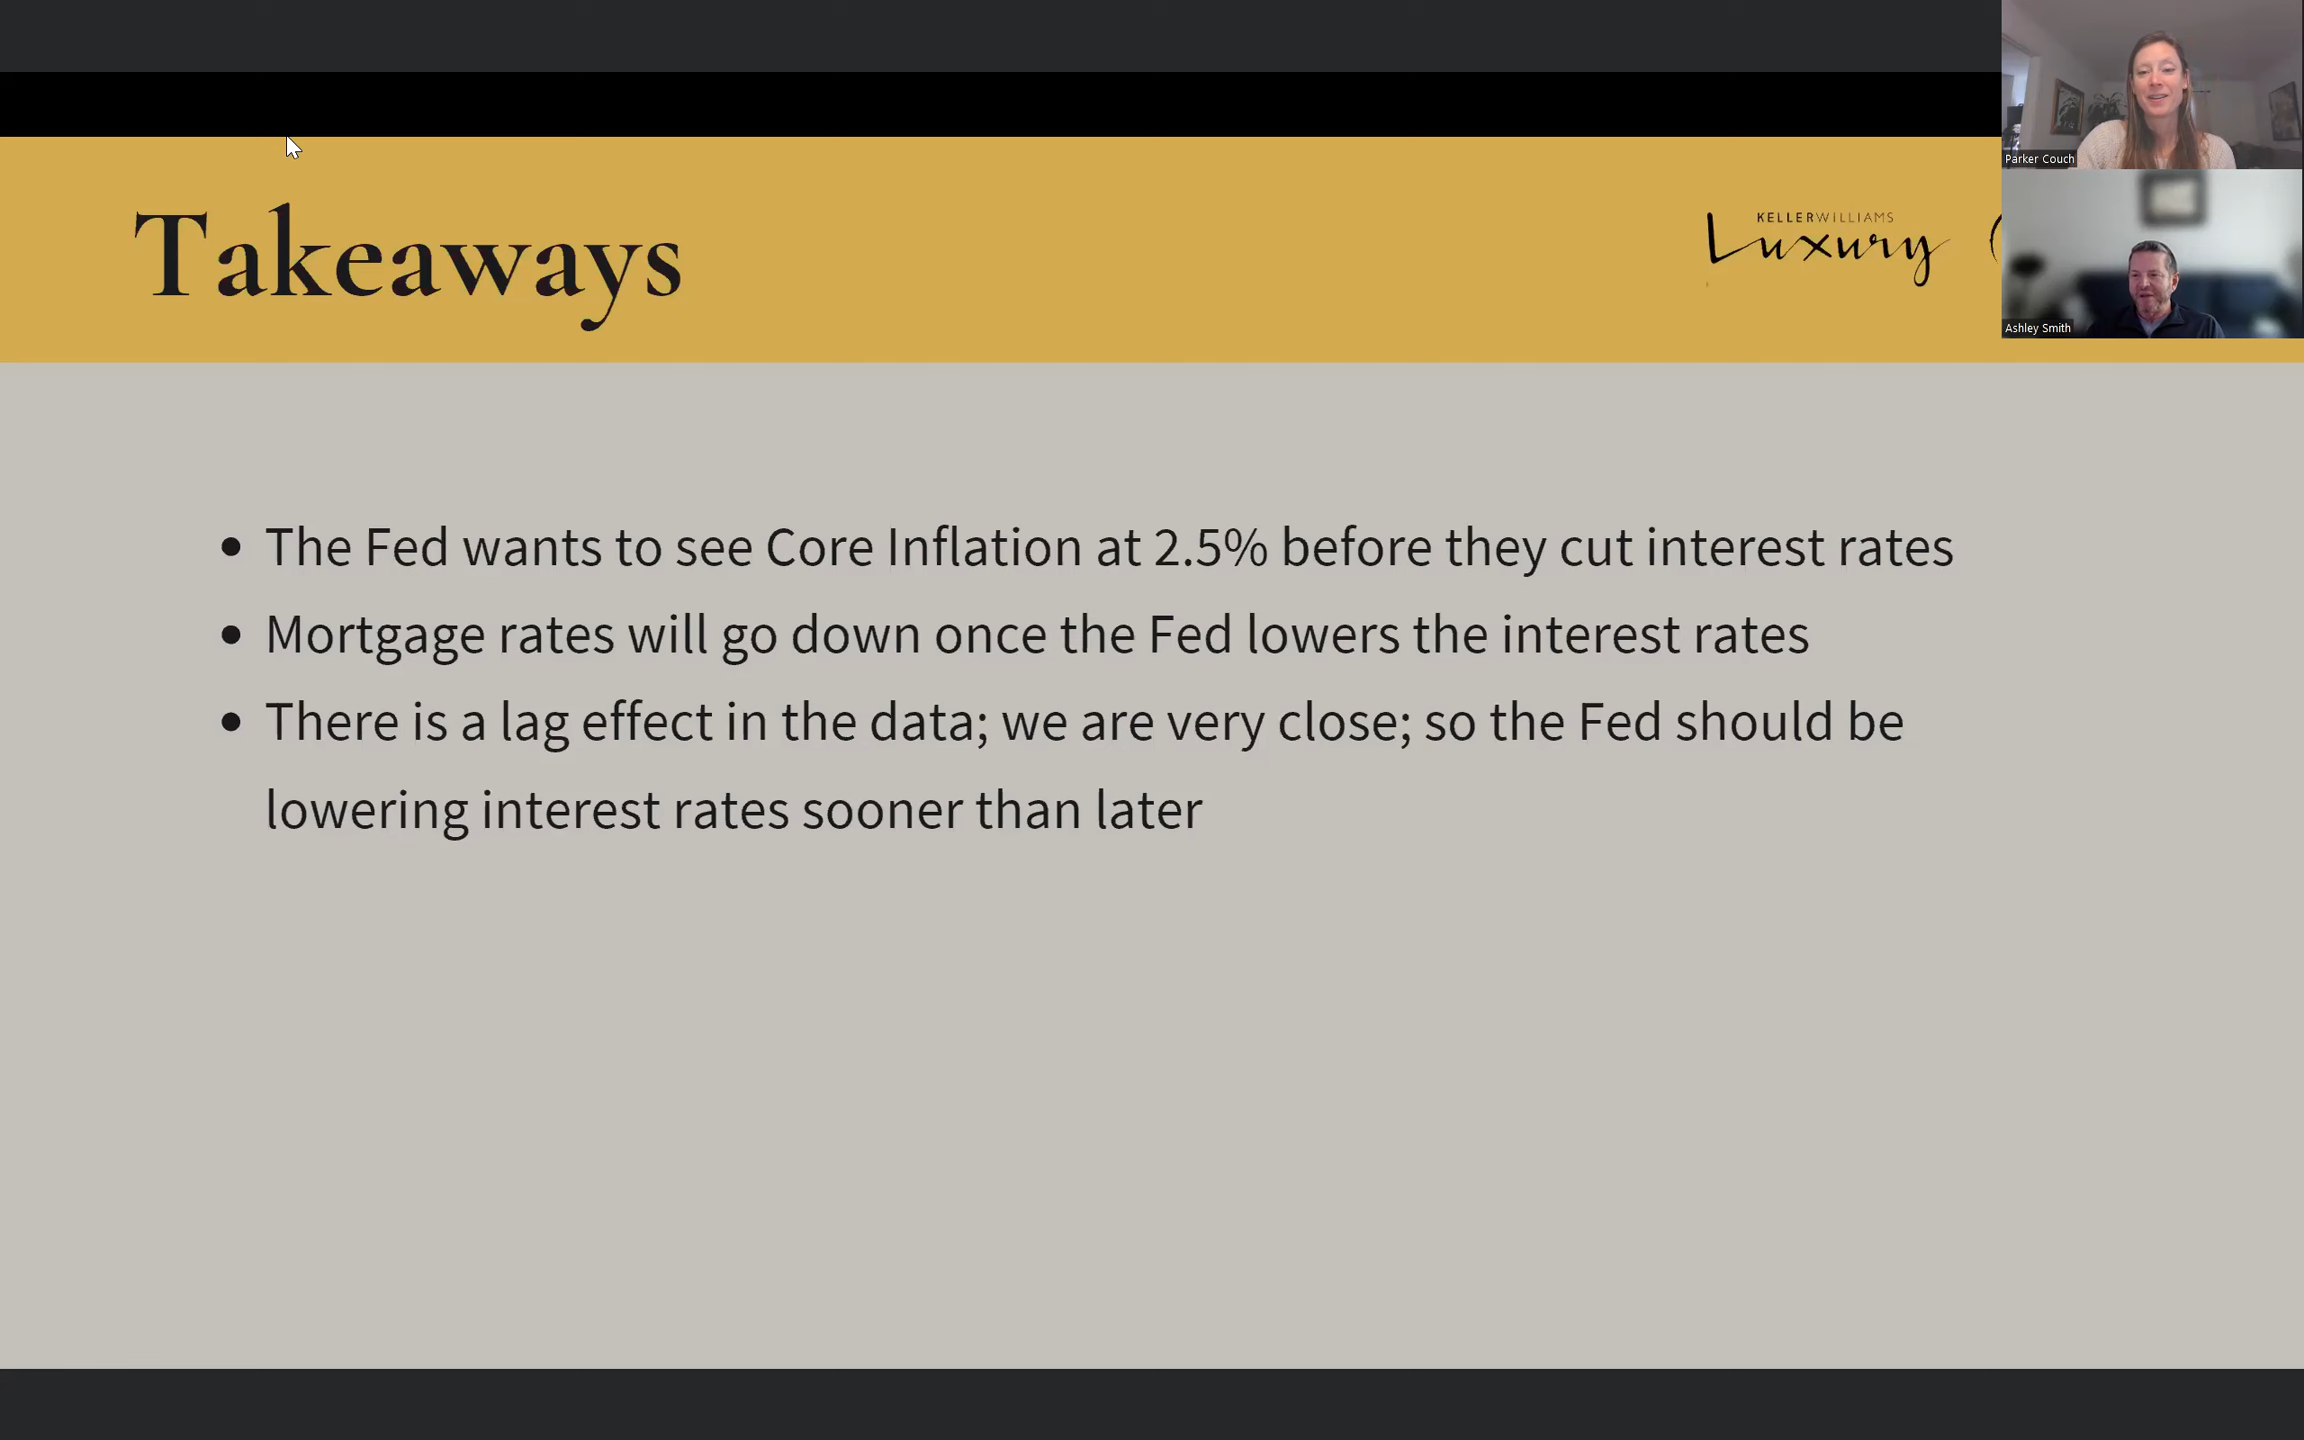 Parker Couch
Takeaways
KELLERWILLIAMS
Luxury
Ashley Smith
• The Fed wants to see Core Inflation at 2.5% before they cut interest rates
• Mortgage rates will go down once the Fed lowers the interest rates
• There is a lag effect in the data; we are very close; so the Fed should be
lowering interest rates sooner than later